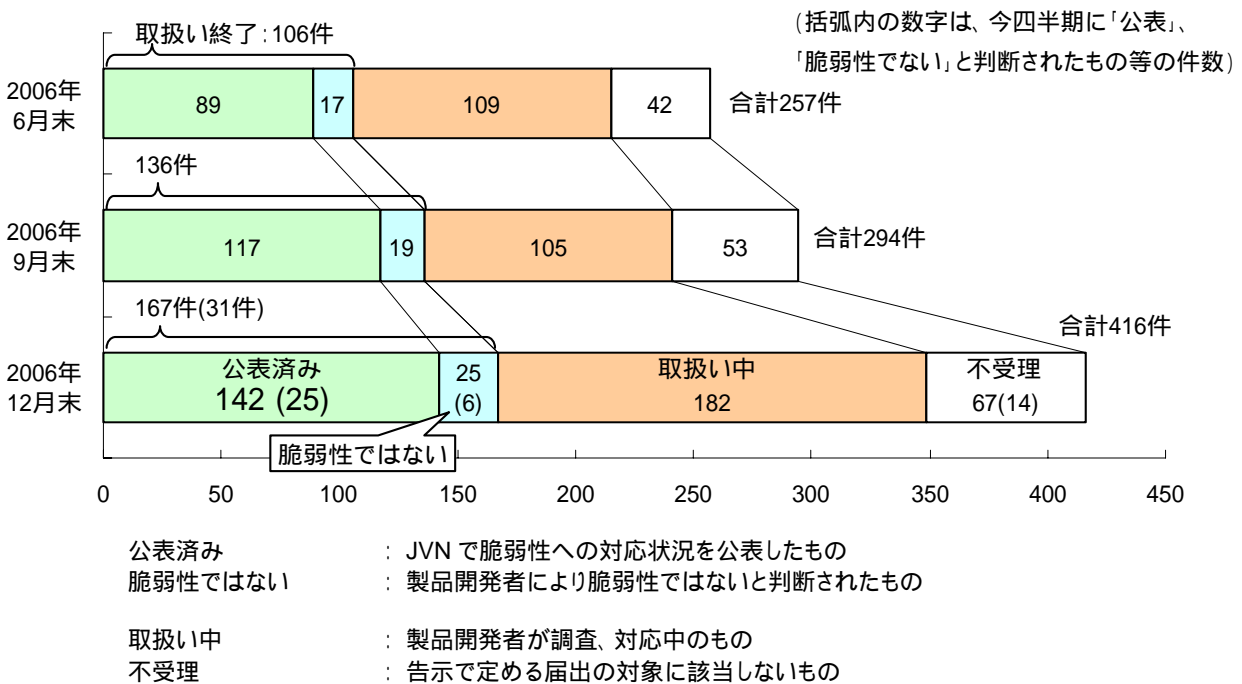 (括弧内の数字は、今四半期に「公表」、
「脆弱性でない」と判断されたもの等の件数)
取扱い終了:106件
2006年
6月末
89
17
109
42
合計257件
136件
2006年
9月末
117
19
105
53
合計294件
167件(31件)
合計416件
2006年
12月末
公表済み
142 (25)
25
(6)
取扱い中
182
不受理
67(14)
脆弱性ではない
0 50 100 150 200 250 300 350 400 450
公表済み : JVN で脆弱性への対応状況を公表したもの
脆弱性ではない : 製品開発者により脆弱性ではないと判断されたもの
取扱い中 : 製品開発者が調査、対応中のもの
不受理 : 告示で定める届出の対象に該当しないもの